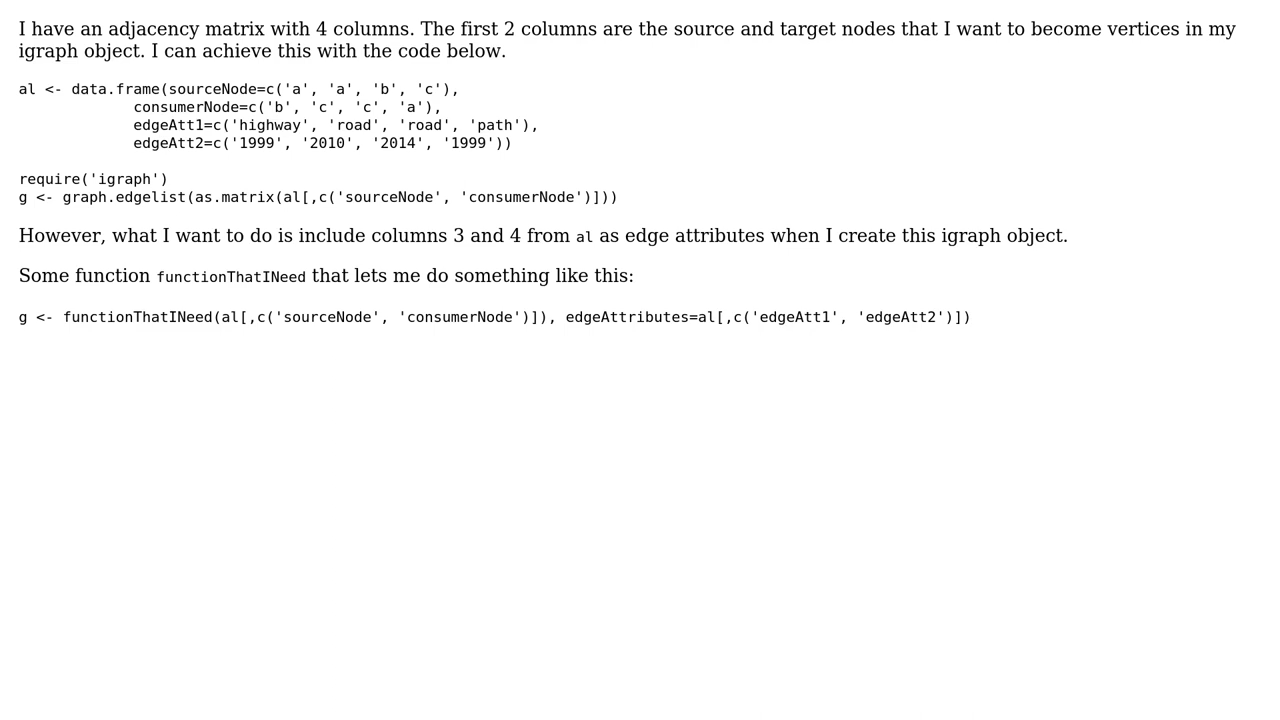 I have an adjacency matrix with 4 columns. The first 2 columns are the source and target nodes that I want to become vertices in my
igraph object. I can achieve this with the code below.
al <- data.frame(sourceNode=c('a', 'a', 'b', 'c'),
             consumerNode=c('b', 'c', 'c', 'a'),
             edgeAtt1=c('highway', 'road', 'road', 'path'),
             edgeAtt2=c('1999', '2010', '2014', '1999'))
require('igraph')
g <- graph.edgelist(as.matrix(al[,c('sourceNode', 'consumerNode')]))
However, what I want to do is include columns 3 and 4 from al as edge attributes when I create this igraph object.
Some function functionThatINeed that lets me do something like this:
g <- functionThatINeed(al[,c('sourceNode', 'consumerNode')]), edgeAttributes=al[,c('edgeAtt1', 'edgeAtt2')])